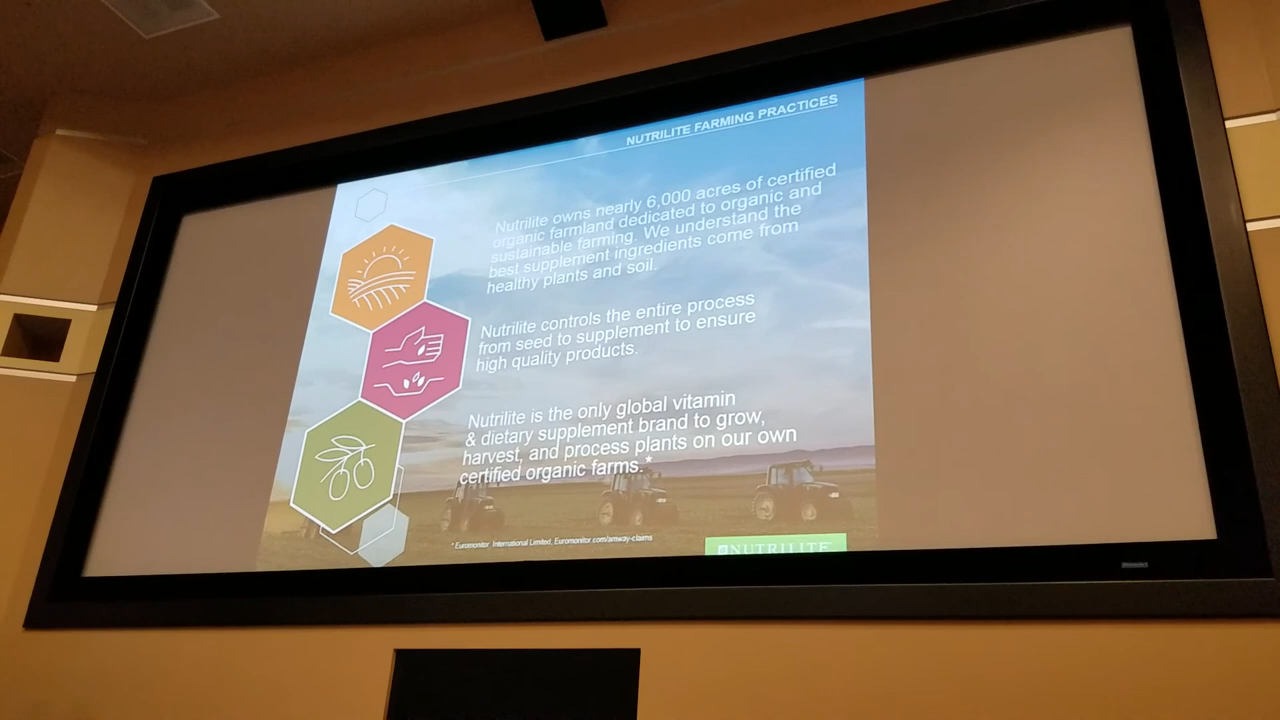 NUTRILITE FARMING PRACTICES
Nutrilite owns nearly 6,000 acres of certified
organic farmland dedicated to organic and
sustainable farming. We understand the
best supplement ingredients come from
healthy plants and soil.
Nutrilite controls the entire process
from seed to supplement to ensure
high quality products.
Nutrilite is the only global vitamin
& dietary supplement brand to grow,
harvest, and process plants on our own
certified organic farms.*
* Euromonitor International Limited, Euromonitor.com/amway-claims
NUTRILITE